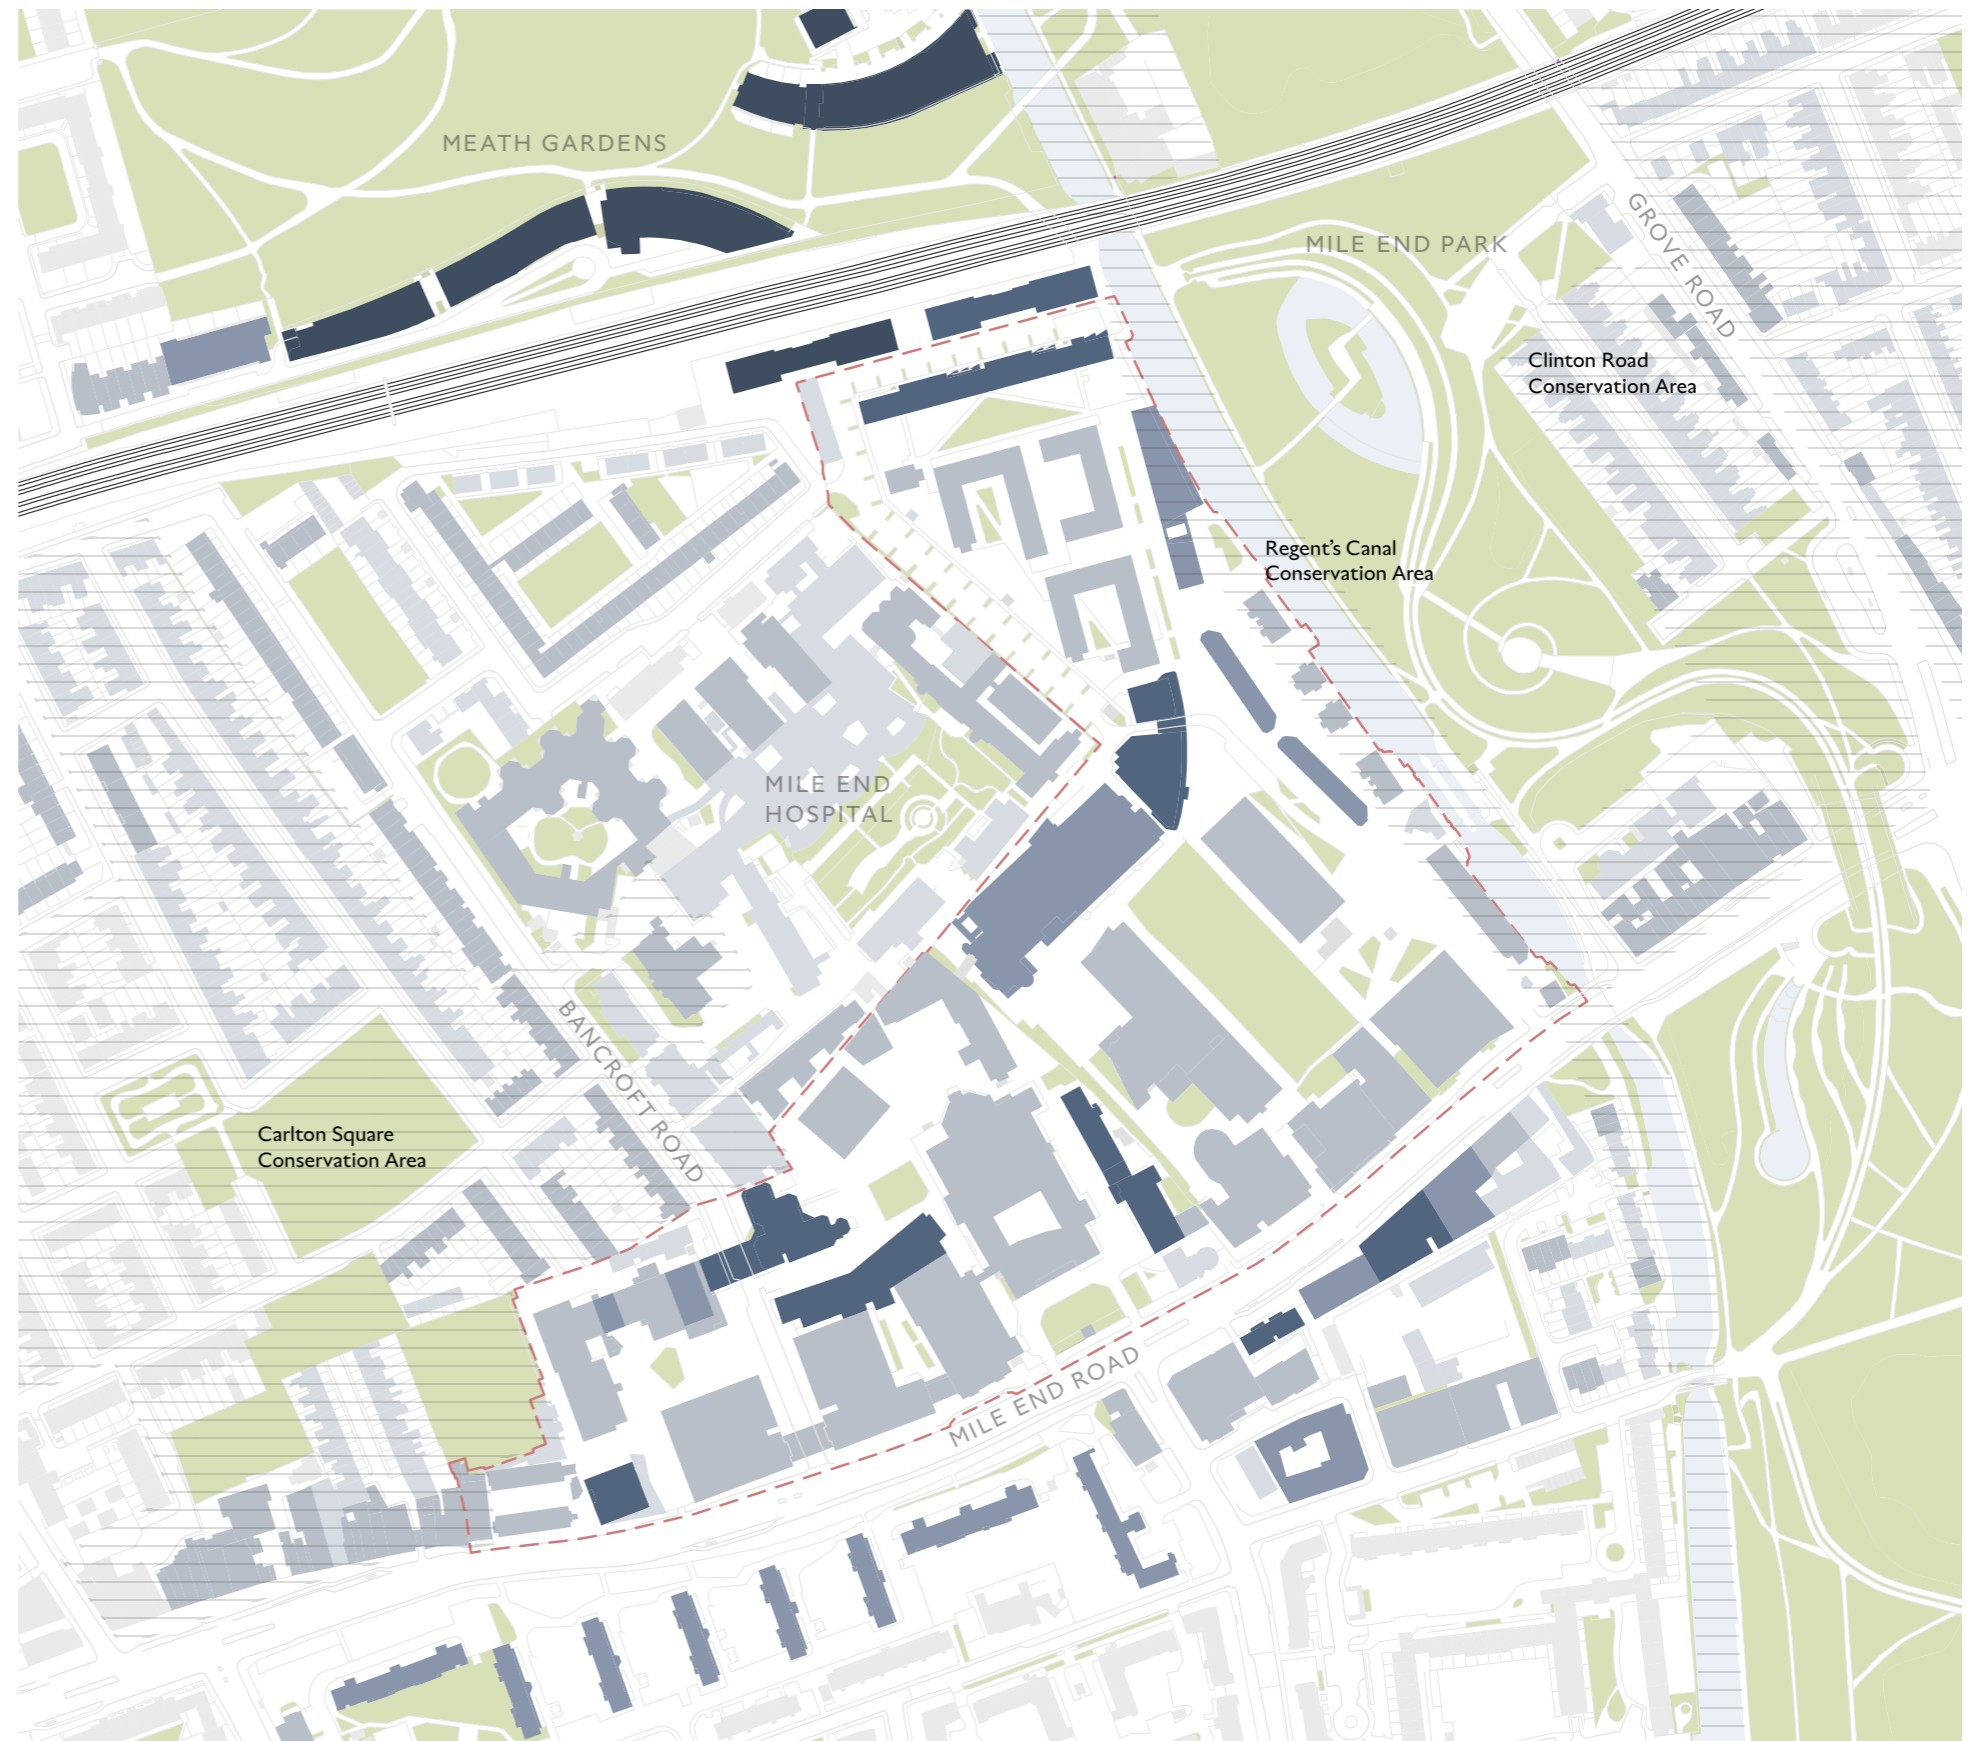 MEATH GARDENS
MILE END PARK
GROVE ROAD
Clinton Road
Conservation Area
Regent's Canal
Conservation Area
MILE END
HOSPITAL
BANCROFT ROAD
Carlton Square
Conservation Area
MILE END ROAD